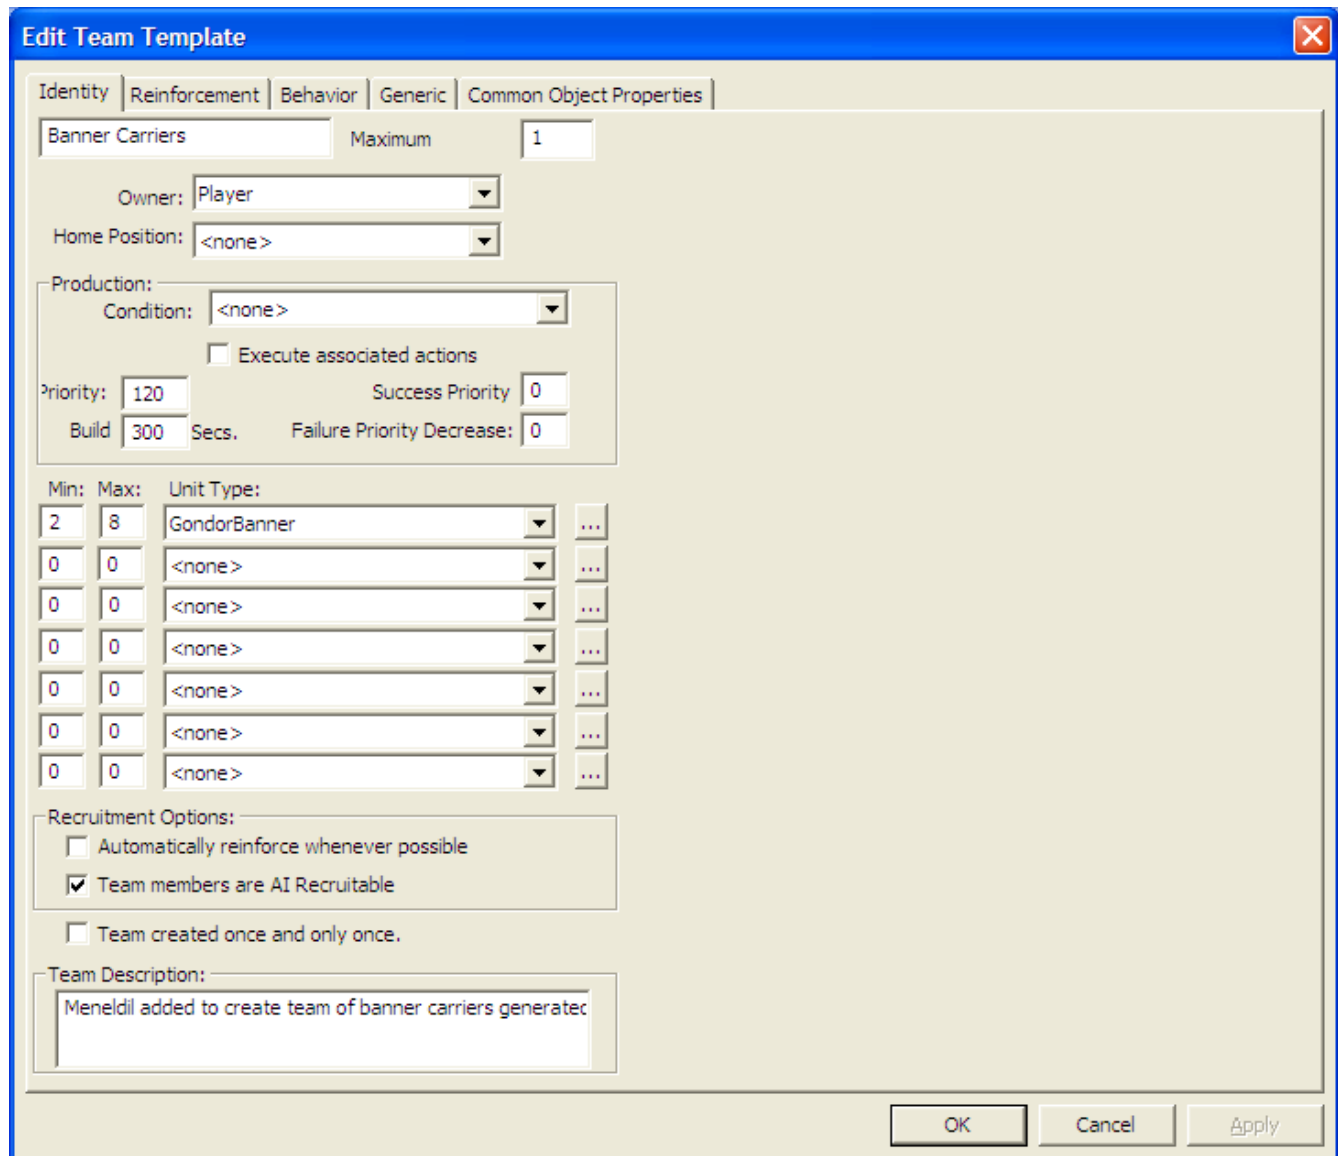 Edit Team Template
Identity Reinforcement Behavior Generic Common Object Properties
Banner Carriers Maximum 1
Owner: Player
Home Position: <none>
Production:
Condition: <none>
Execute associated actions
Priority: 120 Success Priority 0
Build 300 Secs. Failure Priority Decrease: 0
Min: Max: Unit Type:
2 8 GondorBanner ...
0 0 <none> ...
0 0 <none> ...
0 0 <none> ...
0 0 <none> ...
0 0 <none> ...
0 0 <none> ...
Recruitment Options:
Automatically reinforce whenever possible
Team members are AI Recruitable
Team created once and only once.
Team Description:
Meneldil added to create team of banner carriers generated
OK Cancel Apply